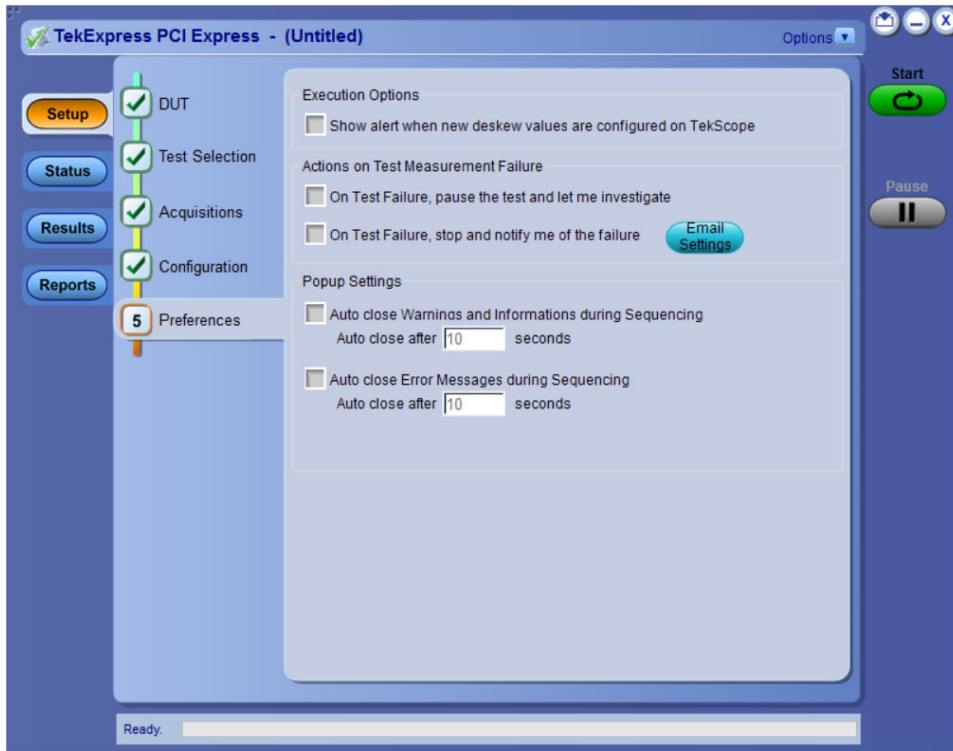 TekExpress PCI Express - (Untitled)
Options
X
Start
Pause
Setup
Status
Results
Reports
DUT
Test Selection
Acquisitions
Configuration
5 Preferences
Execution Options
Show alert when new deskew values are configured on TekScope
Actions on Test Measurement Failure
On Test Failure, pause the test and let me investigate
On Test Failure, stop and notify me of the failure
Email
Settings
Popup Settings
Auto close Warnings and Informations during Sequencing
Auto close after 10 seconds
Auto close Error Messages during Sequencing
Auto close after 10 seconds
Ready.